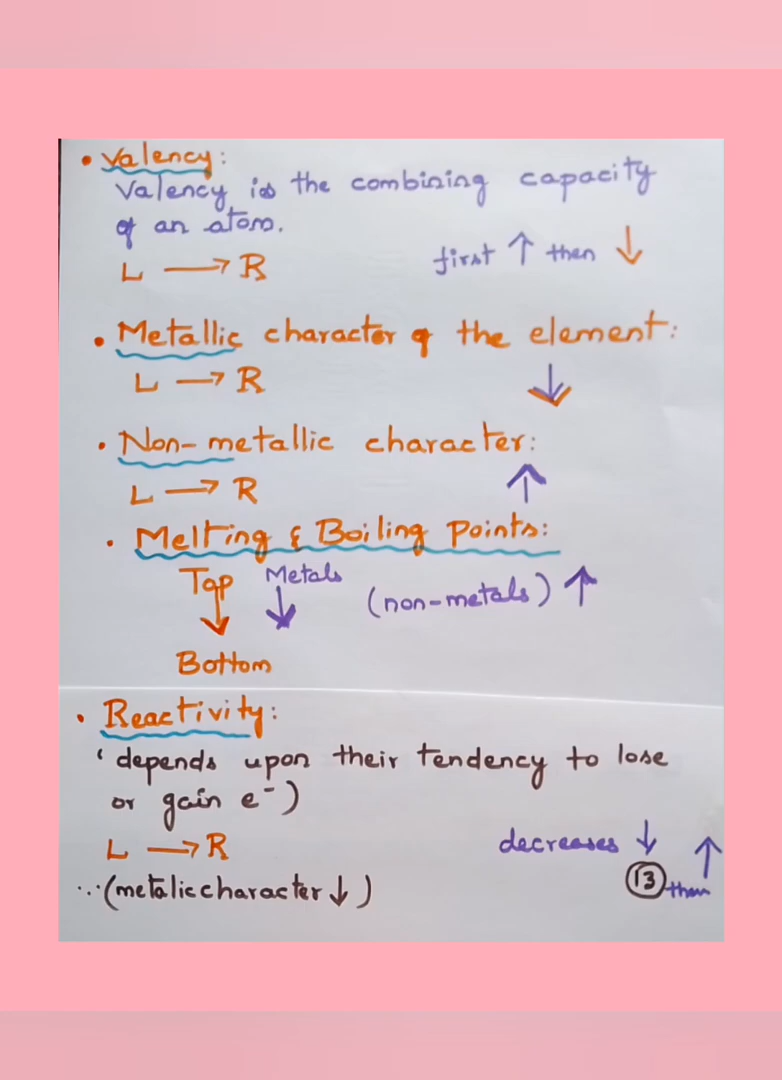 • Valency:
Valency is the combining capacity
of an atom.
L → R first ↑ then ↓
• Metallic character of the element:
L → R ↓
• Non-metallic character:
L → R ↑
• Melting & Boiling Points:
Top ↓ Metals ↓ (non-metals) ↑
Bottom
• Reactivity:
‘depends upon their tendency to lose
or gain e⁻)
L → R decreases ↓
∵ (metalic character ↓) 13 then ↑